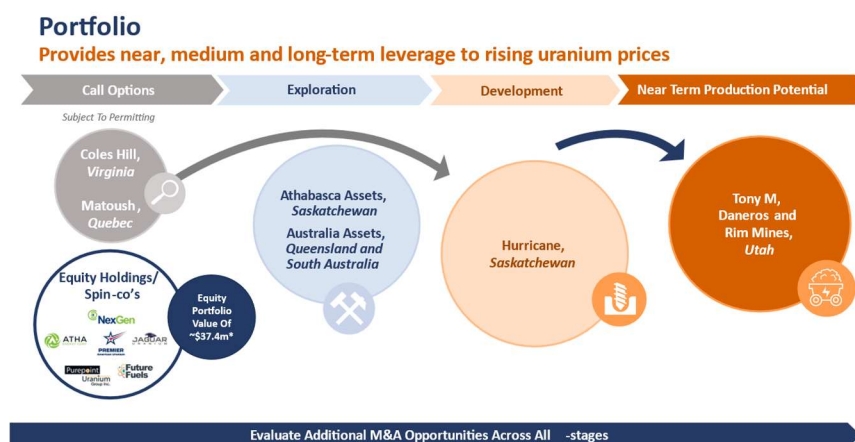 Portfolio
Provides near, medium and long-term leverage to rising uranium prices
Call Options
Exploration
Development
Near Term Production Potential
Subject To Permitting
Coles Hill,
Virginia
Matoush,
Quebec
Athabasca Assets,
Saskatchewan
Australia Assets,
Queensland and
South Australia
Hurricane,
Saskatchewan
Tony M,
Daneros and
Rim Mines,
Utah
Equity Holdings/
Spin-co's
NexGen
ATHA
PREMIER
JAGUAR
Purepoint
Uranium
Group Inc.
Future
Fuels
Equity
Portfolio
Value Of
~$37.4m*
Evaluate Additional M&A Opportunities Across All -stages